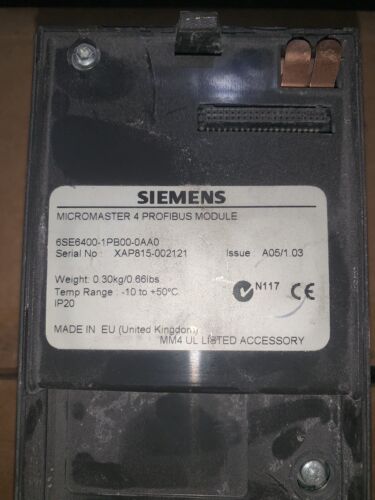 SIEMENS
MICROMASTER 4 PROFIBUS MODULE
6SE6400-1PB00-0AA0
Serial No : XAP815-002121 Issue A05/1.03
Weight: 0.30kg/0.66lbs
Temp Range : -10 to +50°C
IP20
N117 CE
MADE IN EU (United Kingdom)
MM4 UL LISTED ACCESSORY